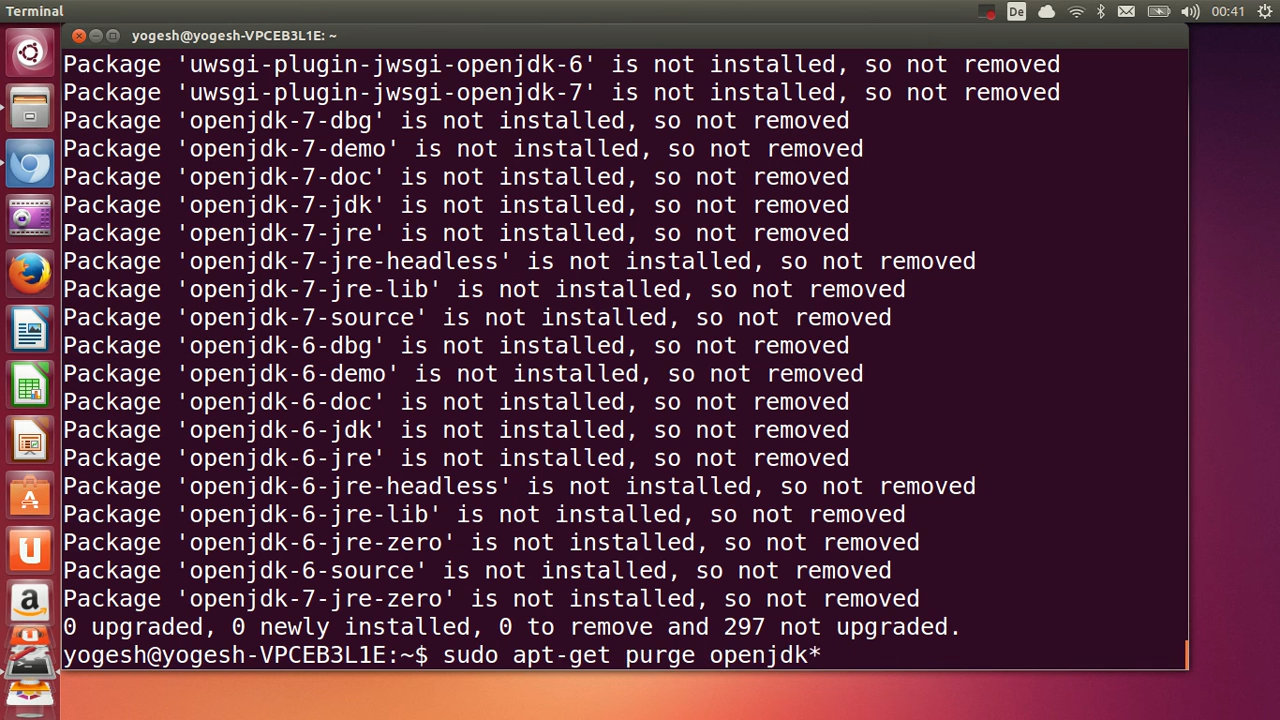 Terminal
De
00:41
yogesh@yogesh-VPCEB3L1E: ~
Package 'uwsgi-plugin-jwsgi-openjdk-6' is not installed, so not removed
Package 'uwsgi-plugin-jwsgi-openjdk-7' is not installed, so not removed
Package 'openjdk-7-dbg' is not installed, so not removed
Package 'openjdk-7-demo' is not installed, so not removed
Package 'openjdk-7-doc' is not installed, so not removed
Package 'openjdk-7-jdk' is not installed, so not removed
Package 'openjdk-7-jre' is not installed, so not removed
Package 'openjdk-7-jre-headless' is not installed, so not removed
Package 'openjdk-7-jre-lib' is not installed, so not removed
Package 'openjdk-7-source' is not installed, so not removed
Package 'openjdk-6-dbg' is not installed, so not removed
Package 'openjdk-6-demo' is not installed, so not removed
Package 'openjdk-6-doc' is not installed, so not removed
Package 'openjdk-6-jdk' is not installed, so not removed
Package 'openjdk-6-jre' is not installed, so not removed
Package 'openjdk-6-jre-headless' is not installed, so not removed
Package 'openjdk-6-jre-lib' is not installed, so not removed
Package 'openjdk-6-jre-zero' is not installed, so not removed
Package 'openjdk-6-source' is not installed, so not removed
Package 'openjdk-7-jre-zero' is not installed, so not removed
0 upgraded, 0 newly installed, 0 to remove and 297 not upgraded.
yogesh@yogesh-VPCEB3L1E:~$ sudo apt-get purge openjdk*